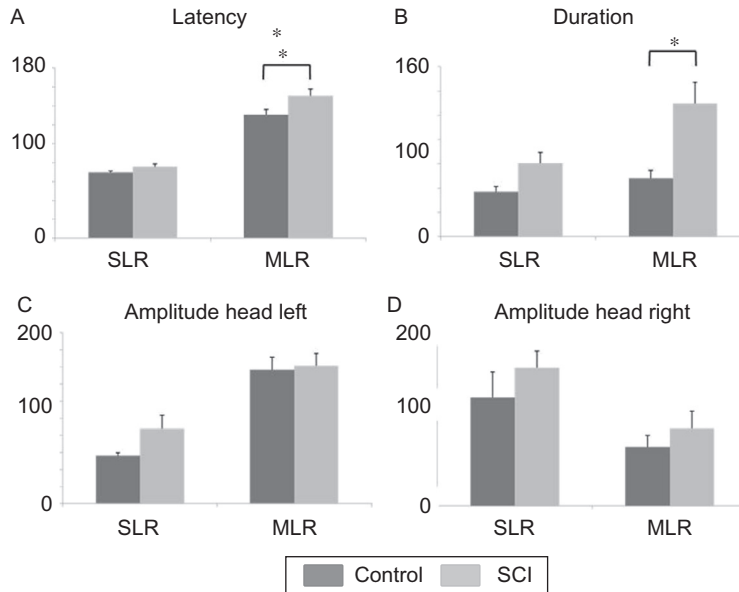 A Latency
*
*
180
100
0
SLR MLR
B Duration
*
160
100
0
SLR MLR
C Amplitude head left
200
100
0
SLR MLR
D Amplitude head right
200
100
0
SLR MLR
Control SCI